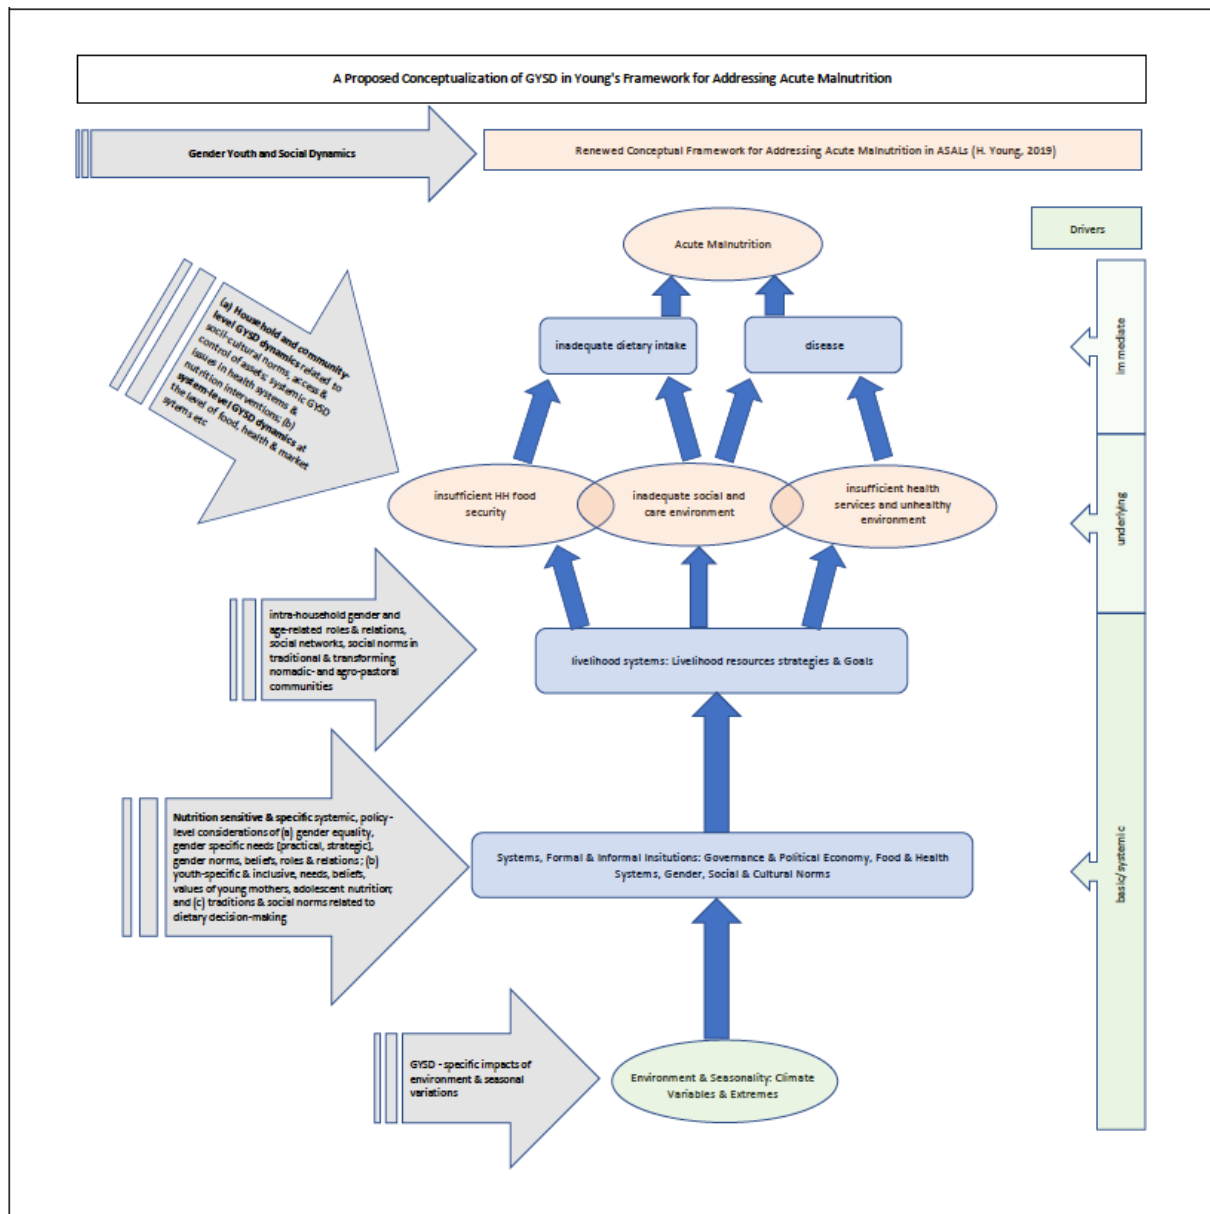 A Proposed Conceptualization of GYSD in Young's Framework for Addressing Acute Malnutrition
Gender Youth and Social Dynamics
Renewed Conceptual Framework for Addressing Acute Malnutrition in ASALs (H. Young, 2019)
Drivers
Acute Malnutrition
(a) Household and community-
level GYSD dynamics related to
socil-cultural norms, access &
control of assets; systemic GYSD
issues in health systems &
nutrition interventions; (b)
system-level GYSD dynamics at
the level of food, health & market
sytems etc
inadequate dietary intake
disease
immediate
insufficient HH food
security
inadequate social and
care environment
insufficient health
services and unhealthy
environment
underlying
intra-household gender and
age-related roles & relations,
social networks, social norms in
traditional & transforming
nomadic- and agro-pastoral
communities
livelihood systems: Livelihood resources strategies & Goals
Nutrition sensitive & specific systemic, policy-
level considerations of (a) gender equality,
gender specific needs [practical, strategic],
gender norms, beliefs, roles & relations ; (b)
youth-specific & inclusive, needs, beliefs,
values of young mothers, adolescent nutrition;
and (c) traditions & social norms related to
dietary decision-making
Systems, Formal & Informal Insitutions: Governance & Political Economy, Food & Health
Systems, Gender, Social & Cultural Norms
basic/systemic
GYSD - specific impacts of
environment & seasonal
variations
Environment & Seasonality: Climate
Variables & Extremes